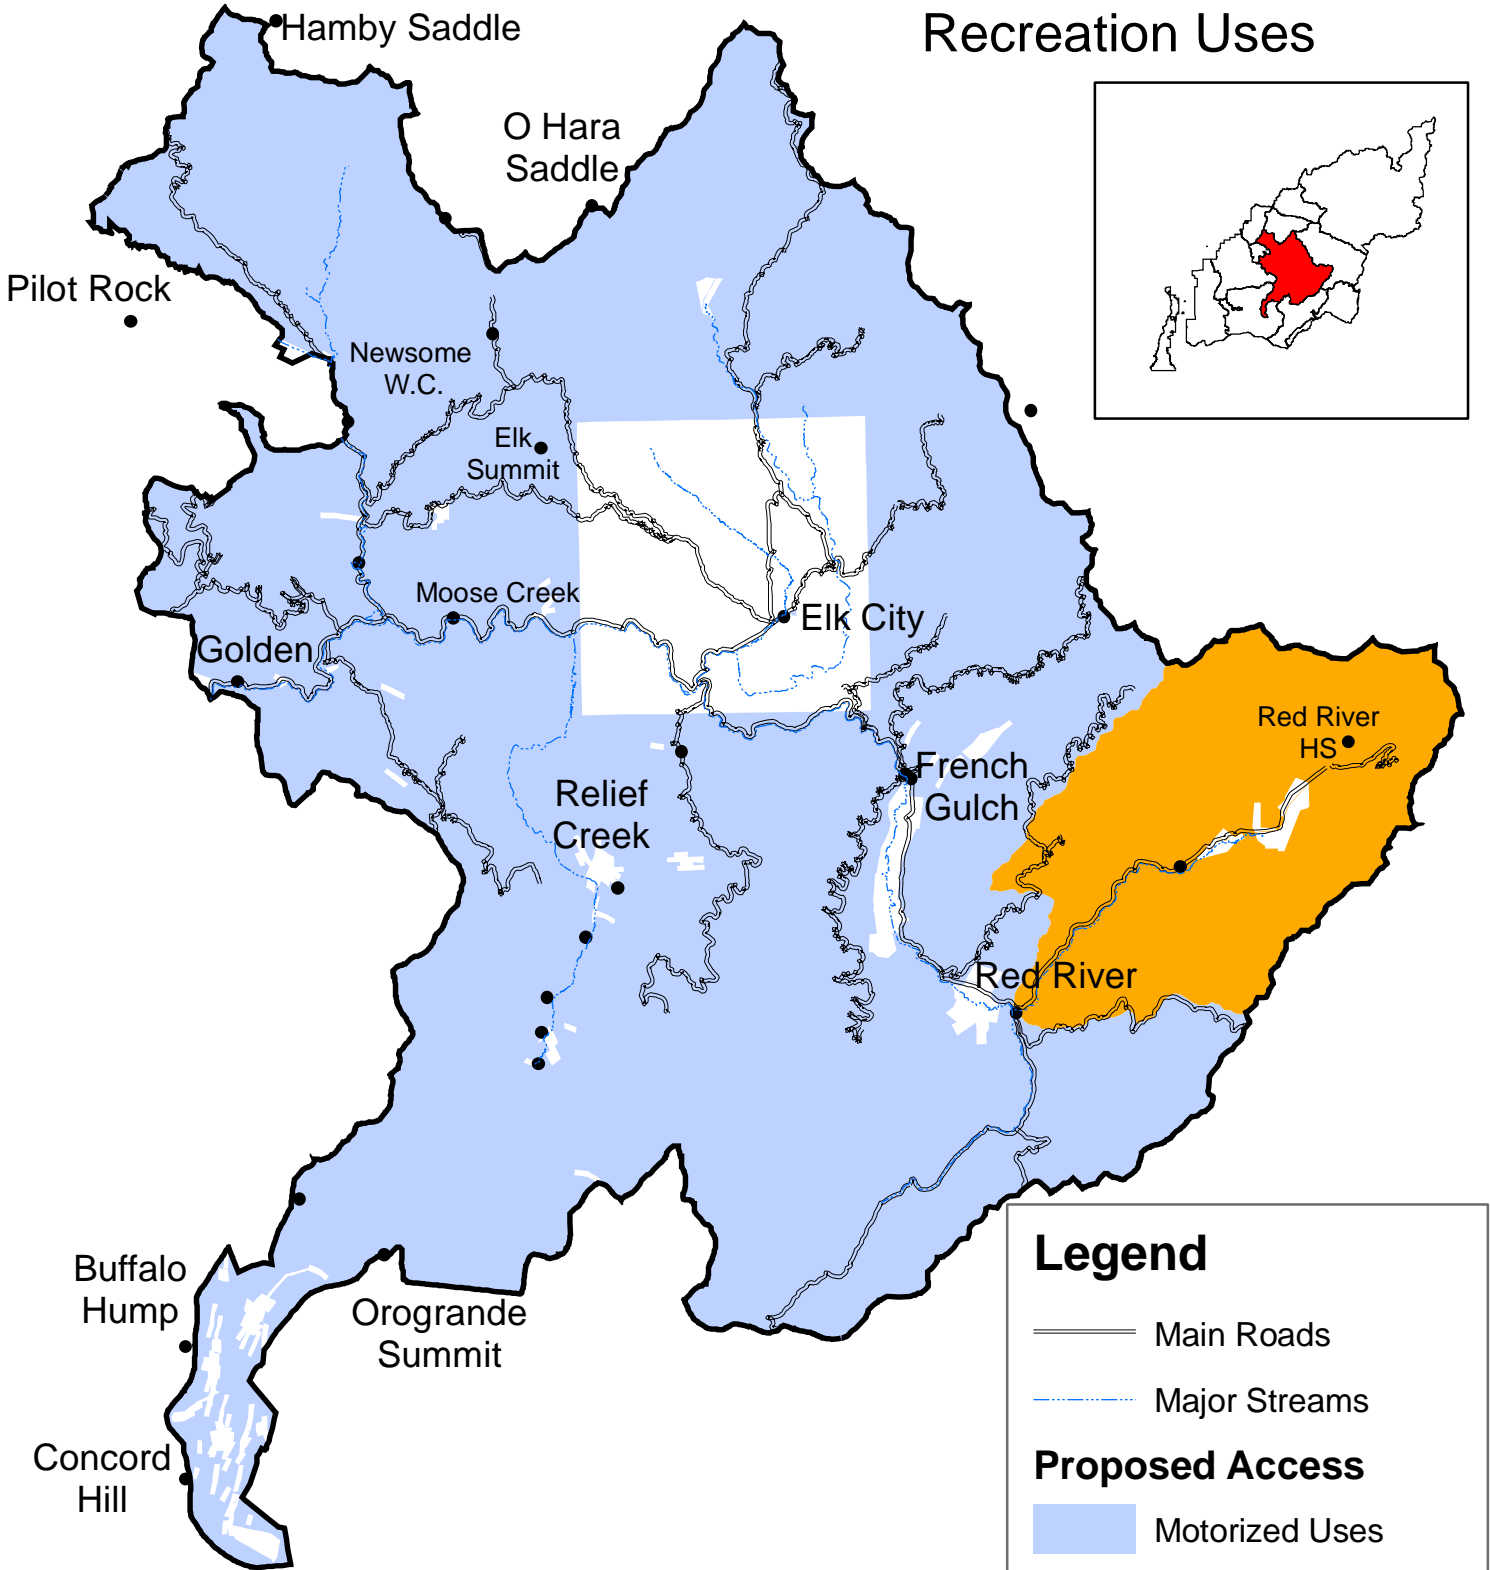 Recreation Uses
Hamby Saddle
O Hara
Saddle
Pilot Rock
Newsome
W.C.
Elk
Summit
Moose Creek
Elk City
Golden
Red River
HS
French
Gulch
Relief
Creek
Red River
Buffalo
Hump
Orogrande
Summit
Concord
Hill
Legend
Main Roads
Major Streams
Proposed Access
Motorized Uses